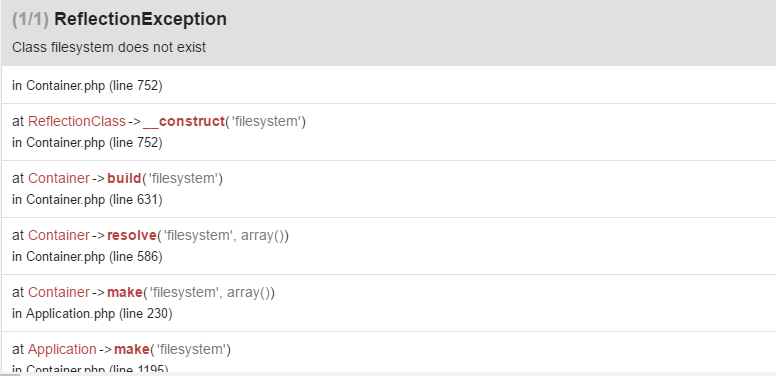 (1/1) ReflectionException
Class filesystem does not exist
in Container.php (line 752)
at ReflectionClass->__construct('filesystem')
in Container.php (line 752)
at Container->build('filesystem')
in Container.php (line 631)
at Container->resolve('filesystem', array())
in Container.php (line 586)
at Container->make('filesystem', array())
in Application.php (line 230)
at Application->make('filesystem')
in Container.php (line 1195)